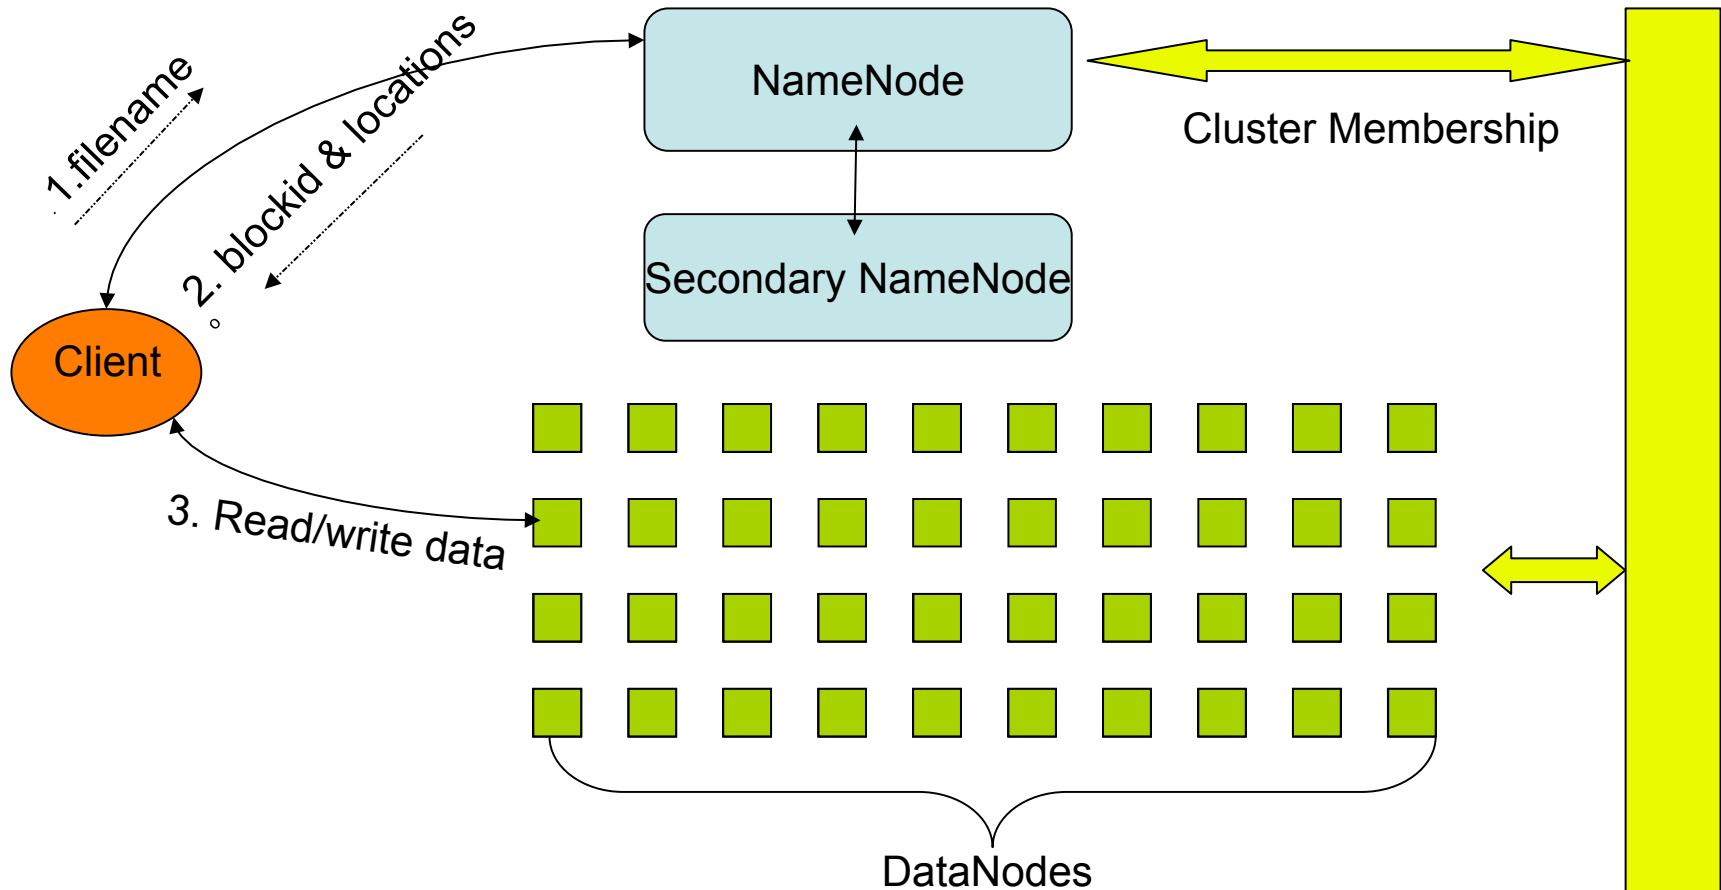 NameNode
Cluster Membership
1.filename
2. blockid & locations
Secondary NameNode
Client
3. Read/write data
DataNodes